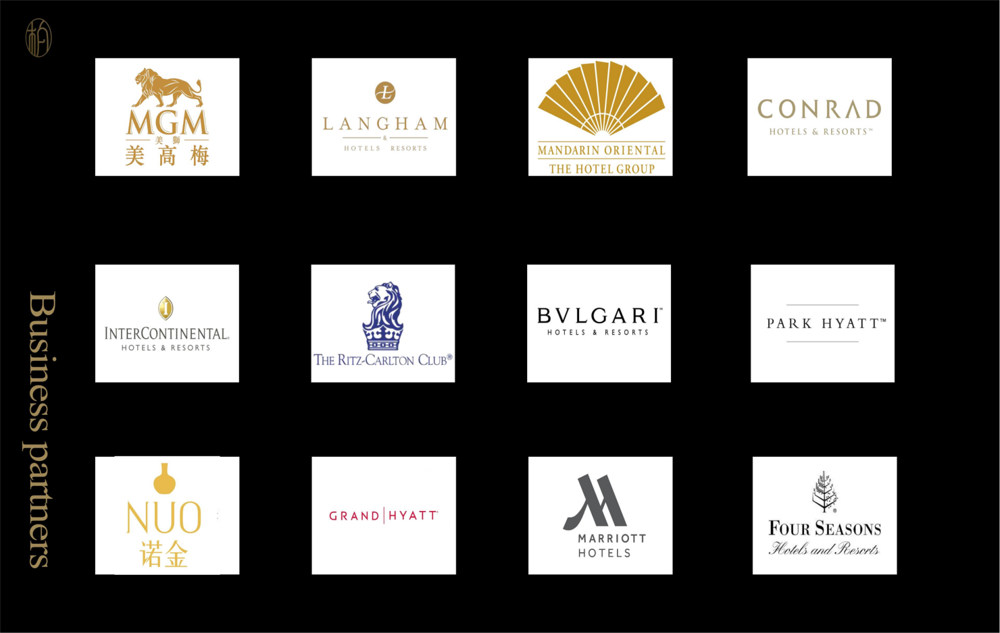 柏
MGM
美獅
美高梅
L
LANGHAM
&
HOTELS RESORTS
MANDARIN ORIENTAL
THE HOTEL GROUP
CONRAD
HOTELS & RESORTS™
Business partners
I
INTERCONTINENTAL®
HOTELS & RESORTS
THE RITZ-CARLTON CLUB®
BVLGARI™
HOTELS & RESORTS
PARK HYATT™
NUO
诺金
GRAND|HYATT®
MARRIOTT
HOTELS
®
FOUR SEASONS
Hotels and Resorts